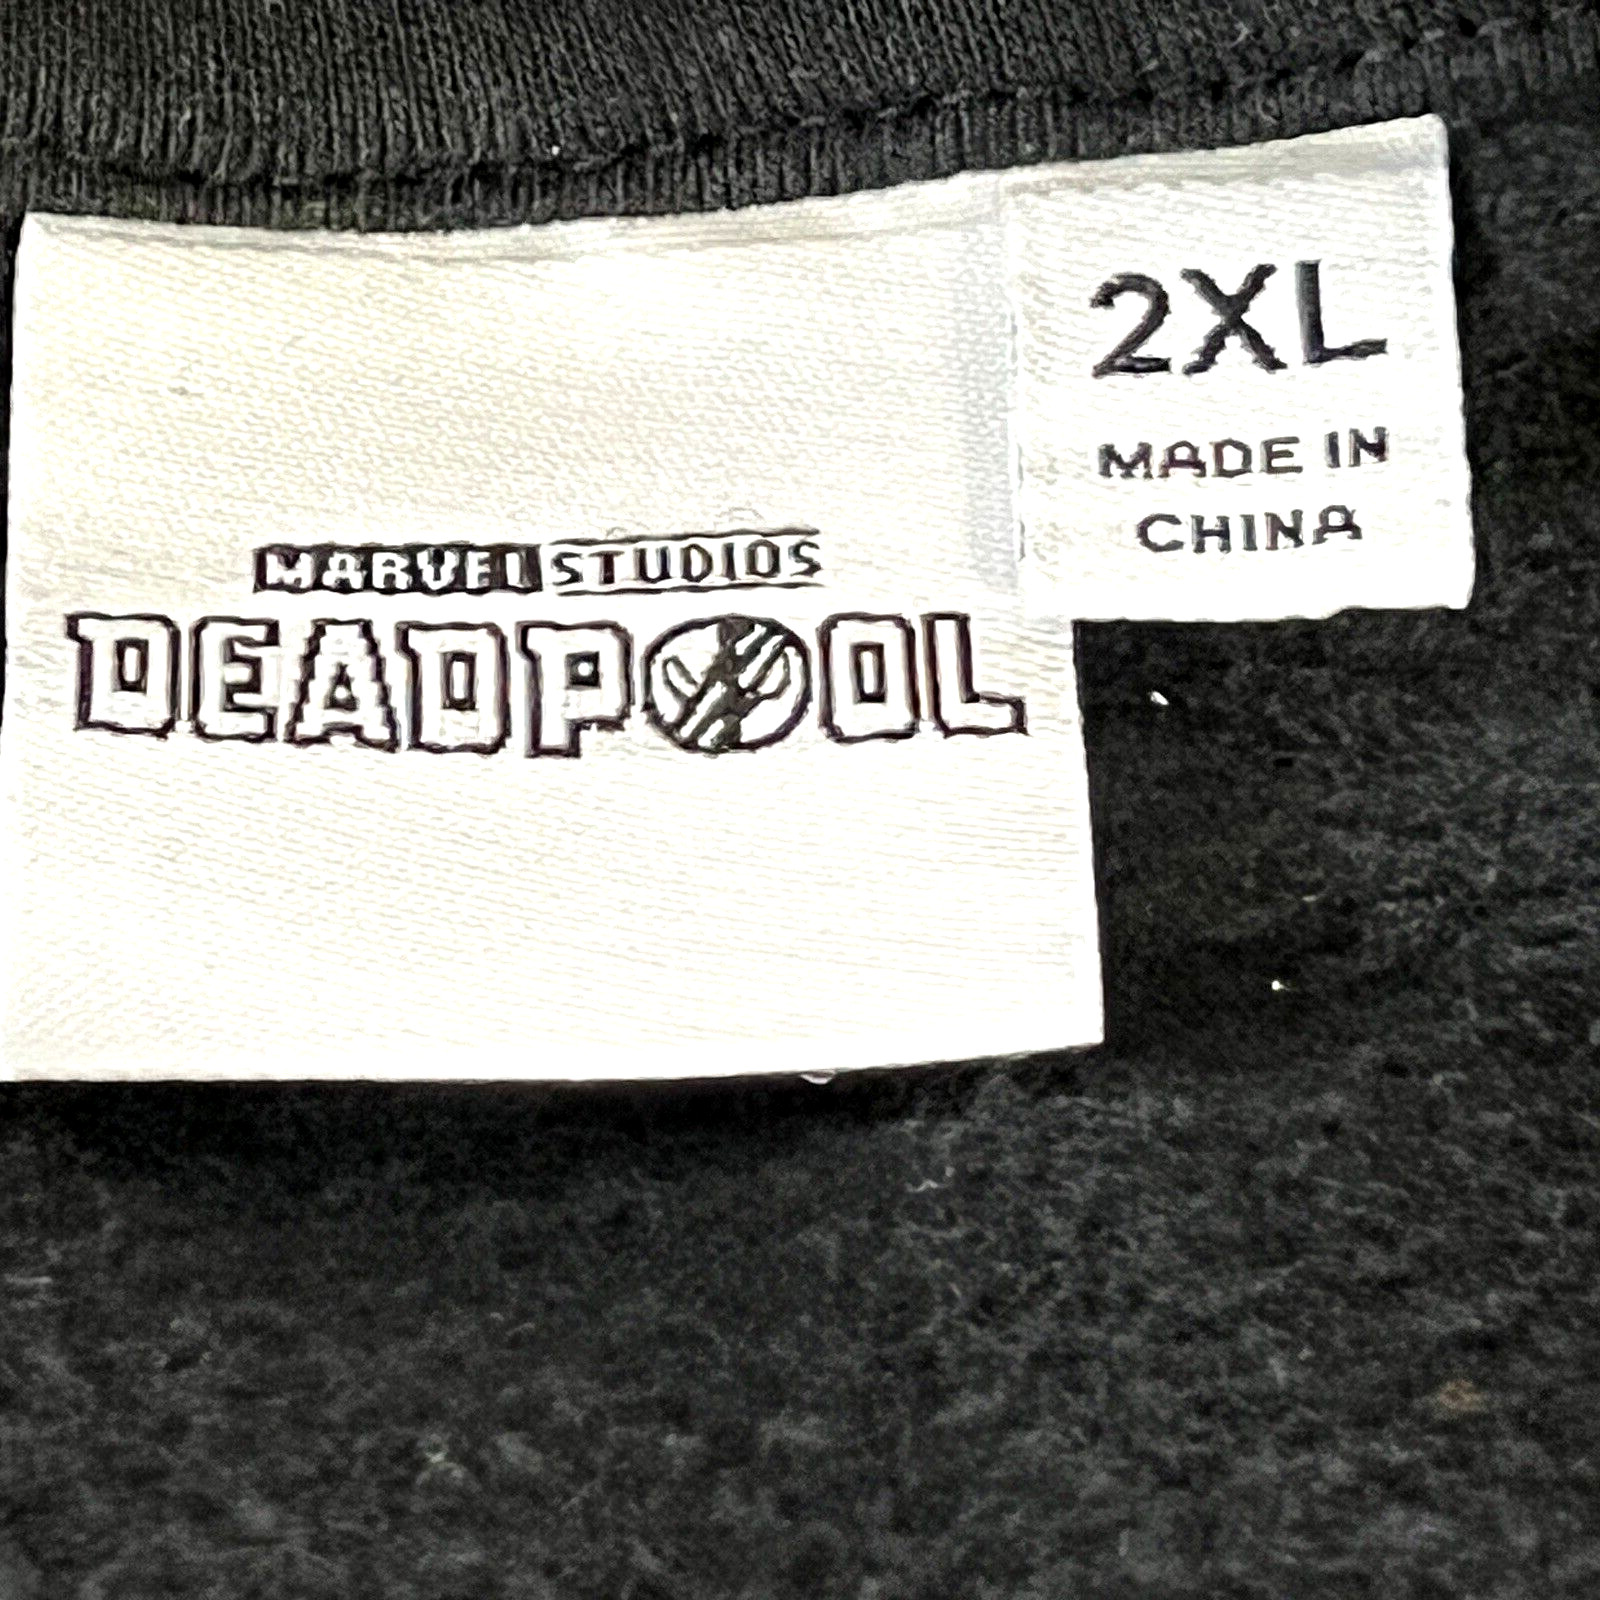 2XL
MADE IN
CHINA
MARVEL STUDIOS
DEADPOOL